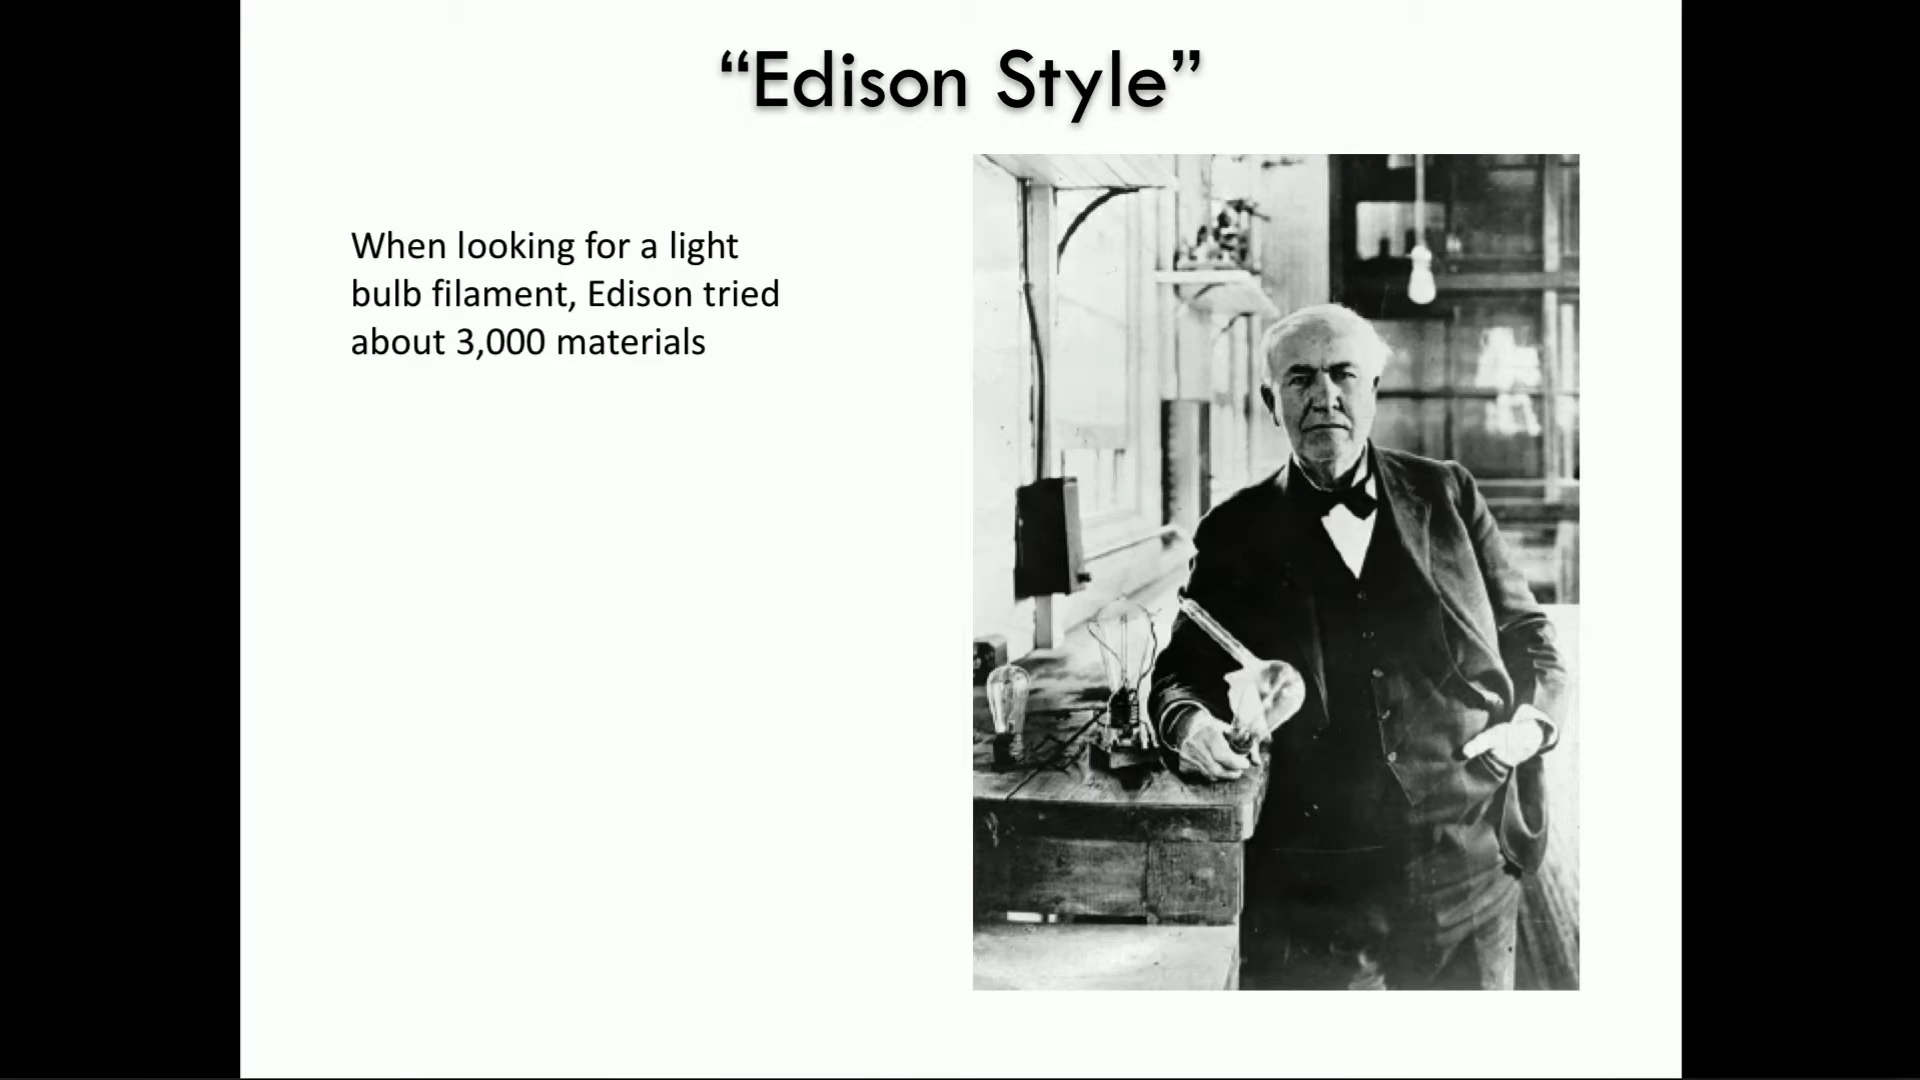 “Edison Style”
When looking for a light
bulb filament, Edison tried
about 3,000 materials